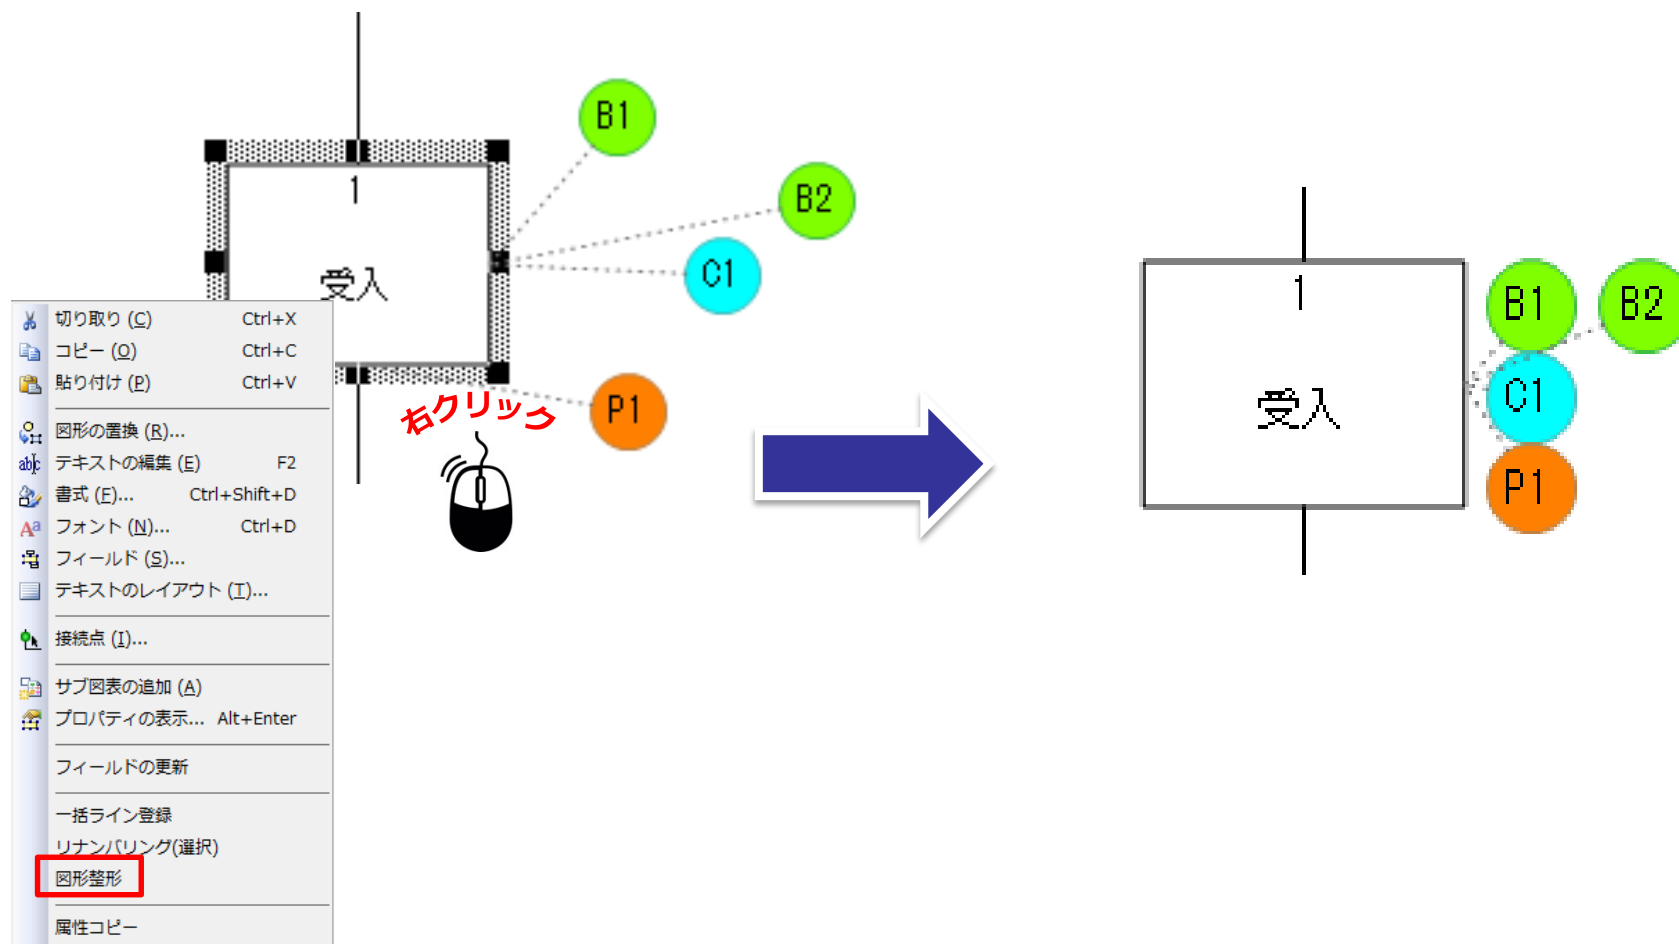 B1
B2
C1
P1
1
受入
右クリック
切り取り (C) Ctrl+X
コピー (O) Ctrl+C
貼り付け (P) Ctrl+V
図形の置換 (R)...
テキストの編集 (E) F2
書式 (F)... Ctrl+Shift+D
フォント (N)... Ctrl+D
フィールド (S)...
テキストのレイアウト (T)...
接続点 (I)...
サブ図表の追加 (A)
プロパティの表示... Alt+Enter
フィールドの更新
一括ライン登録
リナンバリング(選択)
図形整形
属性コピー
1
受入
B1
B2
C1
P1